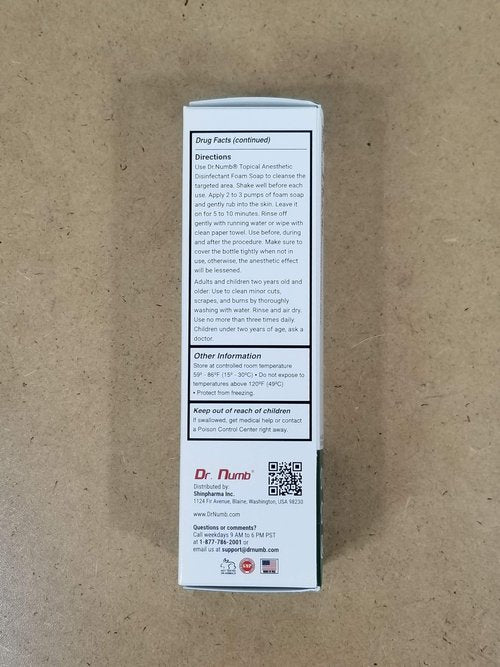 Drug Facts (continued)
Directions
Use Dr.Numb® Topical Anesthetic
Disinfectant Foam Soap to cleanse the
targeted area. Shake well before each
use. Apply 2 to 3 pumps of foam soap
and gently rub into the skin. Leave it
on for 5 to 10 minutes. Rinse off
gently with running water or wipe with
clean paper towel. Use before, during
and after the procedure. Make sure to
cover the bottle tightly when not in
use, otherwise, the anesthetic effect
will be lessened.
Adults and children two years old and
older: Use to clean minor cuts,
scrapes, and burns by thoroughly
washing with water. Rinse and air dry.
Use no more than three times daily.
Children under two years of age, ask a
doctor.
Other Information
Store at controlled room temperature
59º - 86ºF (15º - 30ºC) • Do not expose to
temperatures above 120ºF (49ºC)
• Protect from freezing.
Keep out of reach of children
If swallowed, get medical help or contact
a Poison Control Center right away.
Dr. Numb®
Distributed by:
Shinpharma Inc.
1124 Fir Avenue, Blaine, Washington, USA 98230
www.DrNumb.com
Questions or comments?
Call weekdays 9 AM to 6 PM PST
at 1-877-786-2001 or
email us at support@drnumb.com
GMP